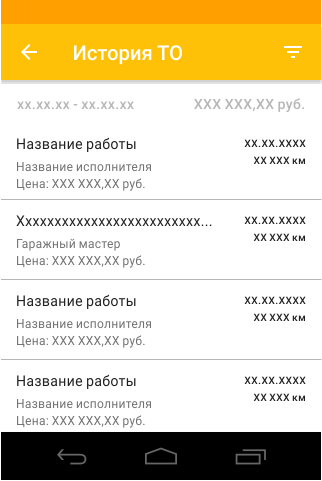 История ТО
xx.xx.xx - xx.xx.xx XXX XXX,XX руб.
Название работы xx.xx.xxxx
Название исполнителя xx xxx км
Цена: XXX XXX,XX руб.
Xxxxxxxxxxxxxxxxxxxxxxxxxx... xx.xx.xxxx
Гаражный мастер xx xxx км
Цена: XXX XXX,XX руб.
Название работы xx.xx.xxxx
Название исполнителя xx xxx км
Цена: XXX XXX,XX руб.
Название работы xx.xx.xxxx
Название исполнителя xx xxx км
Цена: XXX XXX,XX руб.